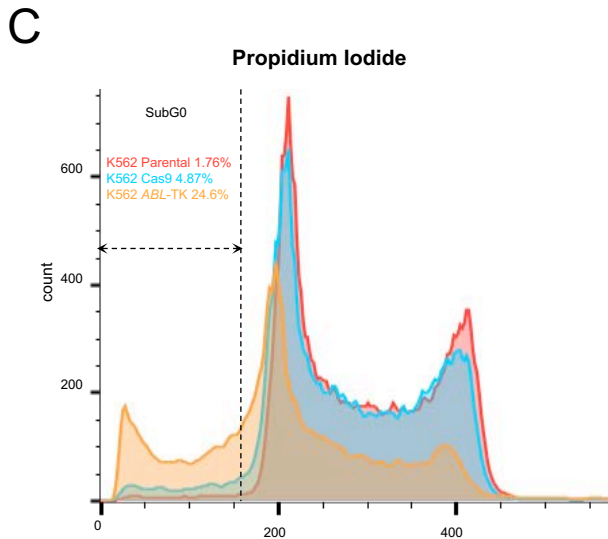 C
Propidium Iodide
SubG0
K562 Parental 1.76%
K562 Cas9 4.87%
K562 ABL-TK 24.6%
600
400
200
count
0
200
400